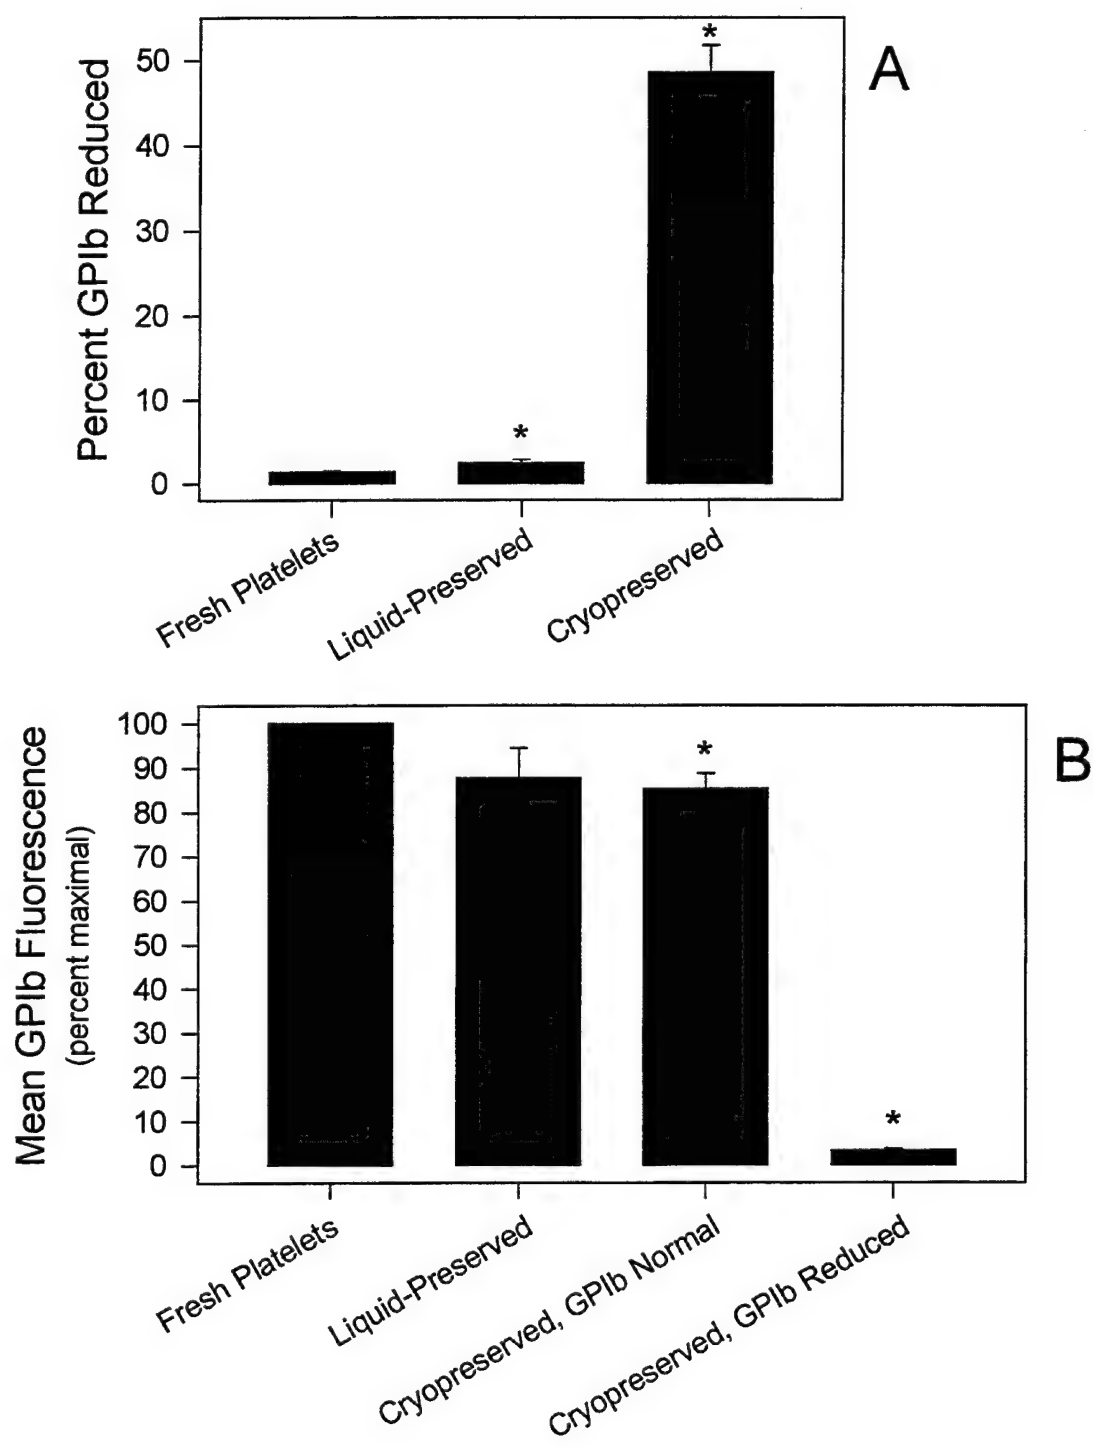 A
Percent GPIb Reduced
50
40
30
20
10
0
*
*
Fresh Platelets
Liquid-Preserved
Cryopreserved
B
Mean GPIb Fluorescence
(percent maximal)
100
90
80
70
60
50
40
30
20
10
0
*
*
Fresh Platelets
Liquid-Preserved
Cryopreserved, GPIb Normal
Cryopreserved, GPIb Reduced